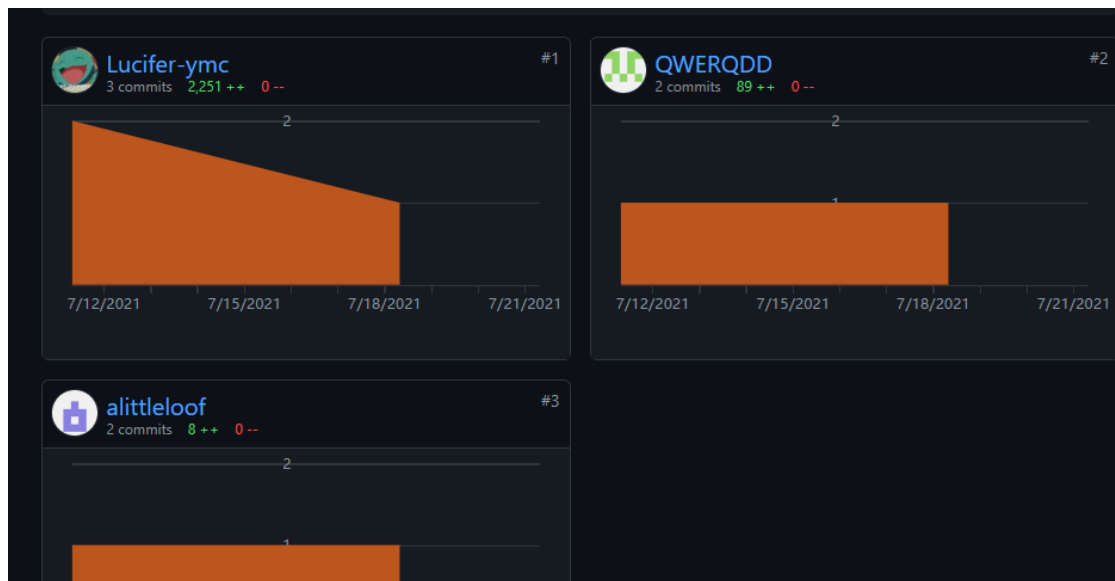 Lucifer-ymc #1
3 commits 2,251 ++ 0 --
2
7/12/2021 7/15/2021 7/18/2021 7/21/2021
QWERQDD #2
2 commits 89 ++ 0 --
2
1
7/12/2021 7/15/2021 7/18/2021 7/21/2021
alittleloof #3
2 commits 8 ++ 0 --
2
1